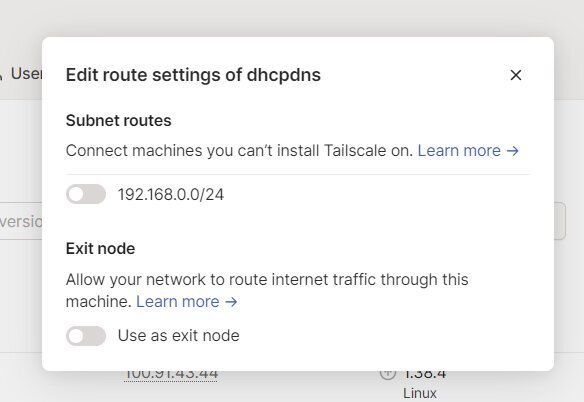 Edit route settings of dhcpdns
User
Subnet routes
Connect machines you can’t install Tailscale on. Learn more →
192.168.0.0/24
versio
Exit node
Allow your network to route internet traffic through this
machine. Learn more →
Use as exit node
100.91.43.44
1.38.4
Linux